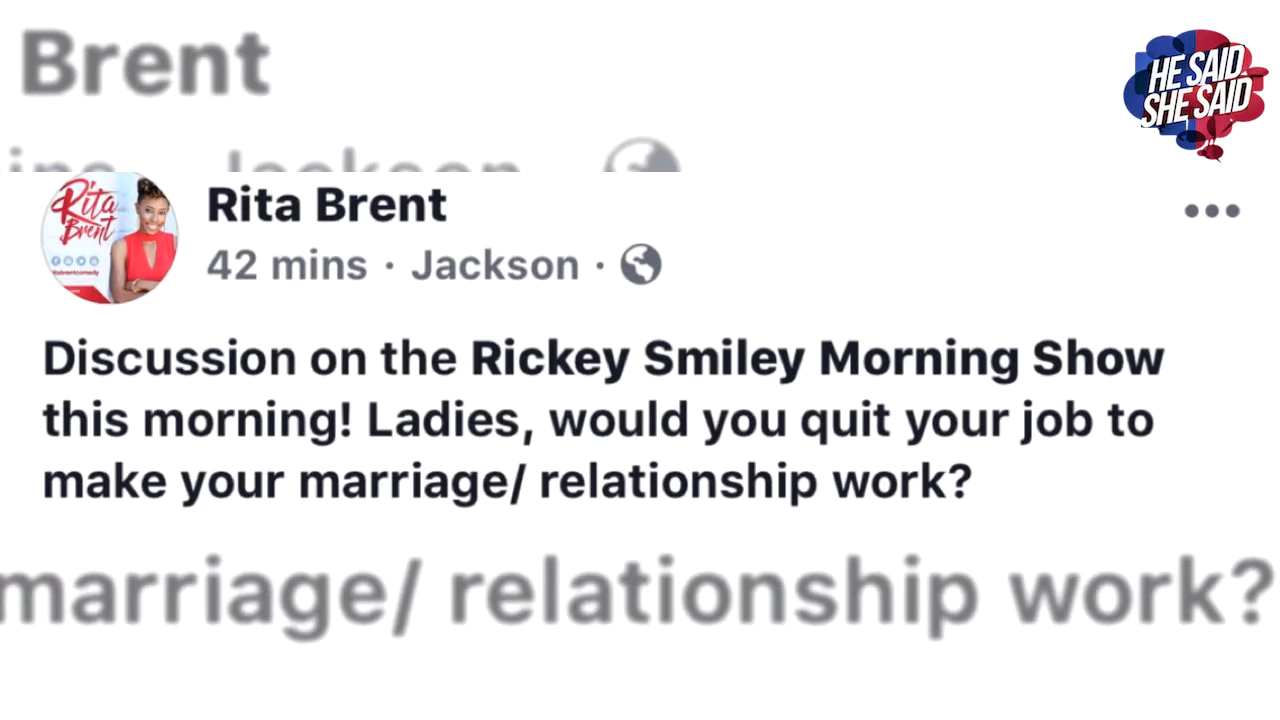 Brent
HE SAID
SHE SAID
Jackson
Rita
Brent
Rita Brent
42 mins · Jackson ·
Discussion on the Rickey Smiley Morning Show
this morning! Ladies, would you quit your job to
make your marriage/ relationship work?
marriage/ relationship work?